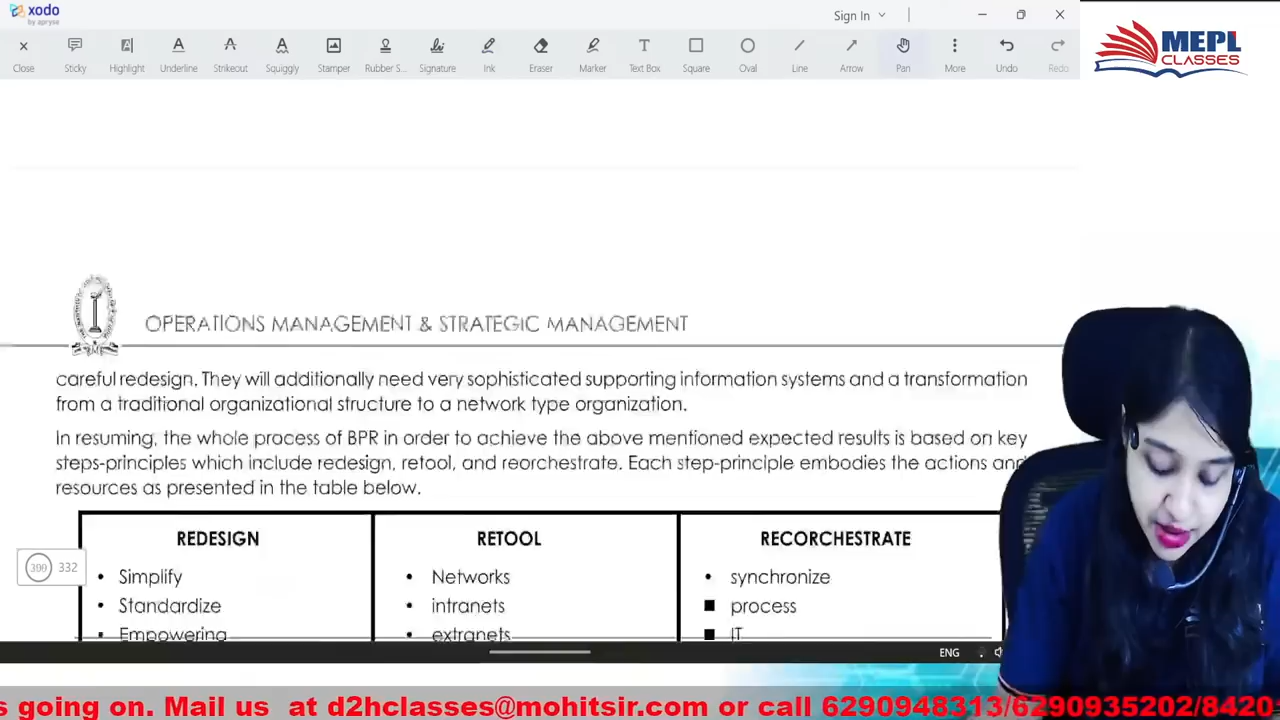 xodo
by apryse
Sign In
Close
Sticky
Highlight
Underline
Strikeout
Squiggly
Stamper
Rubber
Signature
Eraser
Marker
Text Box
Square
Oval
Line
Arrow
Pan
More
Undo
Redo
MEPL
CLASSES
OPERATIONS MANAGEMENT & STRATEGIC MANAGEMENT
careful redesign. They will additionally need very sophisticated supporting information systems and a transformation
from a traditional organizational structure to a network type organization.
In resuming, the whole process of BPR in order to achieve the above mentioned expected results is based on key
steps-principles which include redesign, retool, and reorchestrate. Each step-principle embodies the actions and
resources as presented in the table below.
REDESIGN
• Simplify
• Standardize
• Empowering
RETOOL
• Networks
• intranets
• extranets
RECORCHESTRATE
• synchronize
■ process
■ IT
332
ENG
s going on. Mail us at d2hclasses@mohitsir.com or call 6290948313/6290935202/8420